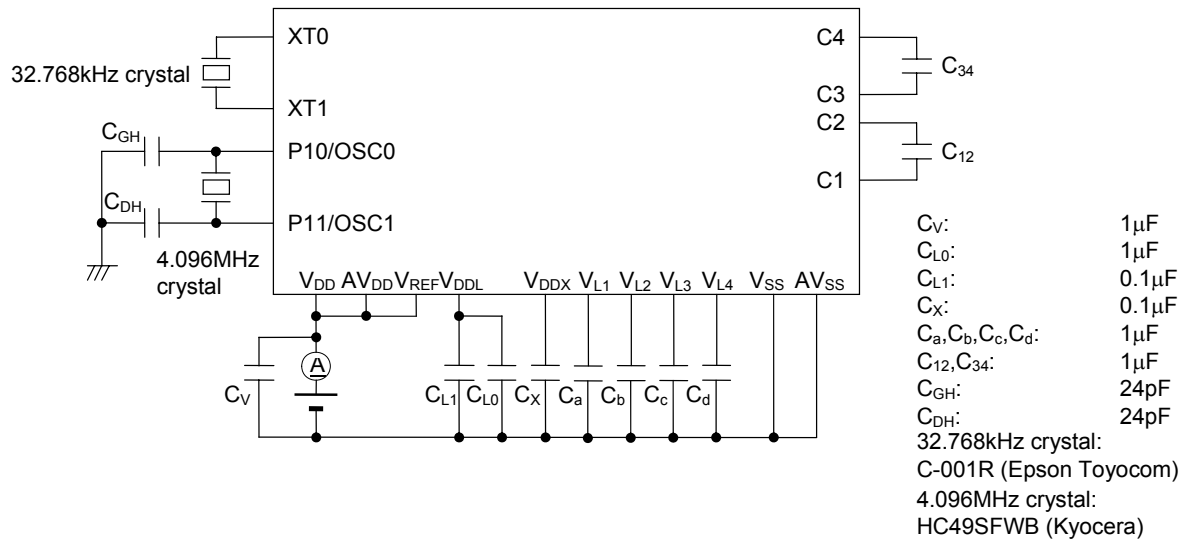 XT0
C4
32.768kHz crystal
C34
XT1
C3
CGH
C2
P10/OSC0
C12
C1
CDH
P11/OSC1
4.096MHz
crystal
VDD AVDD VREF VDDL VDDX VL1 VL2 VL3 VL4 VSS AVSS
A
CV CL1 CL0 CX Ca Cb Cc Cd
CV: 1μF
CL0: 1μF
CL1: 0.1μF
CX: 0.1μF
Ca,Cb,Cc,Cd: 1μF
C12,C34: 1μF
CGH: 24pF
CDH: 24pF
32.768kHz crystal:
C-001R (Epson Toyocom)
4.096MHz crystal:
HC49SFWB (Kyocera)